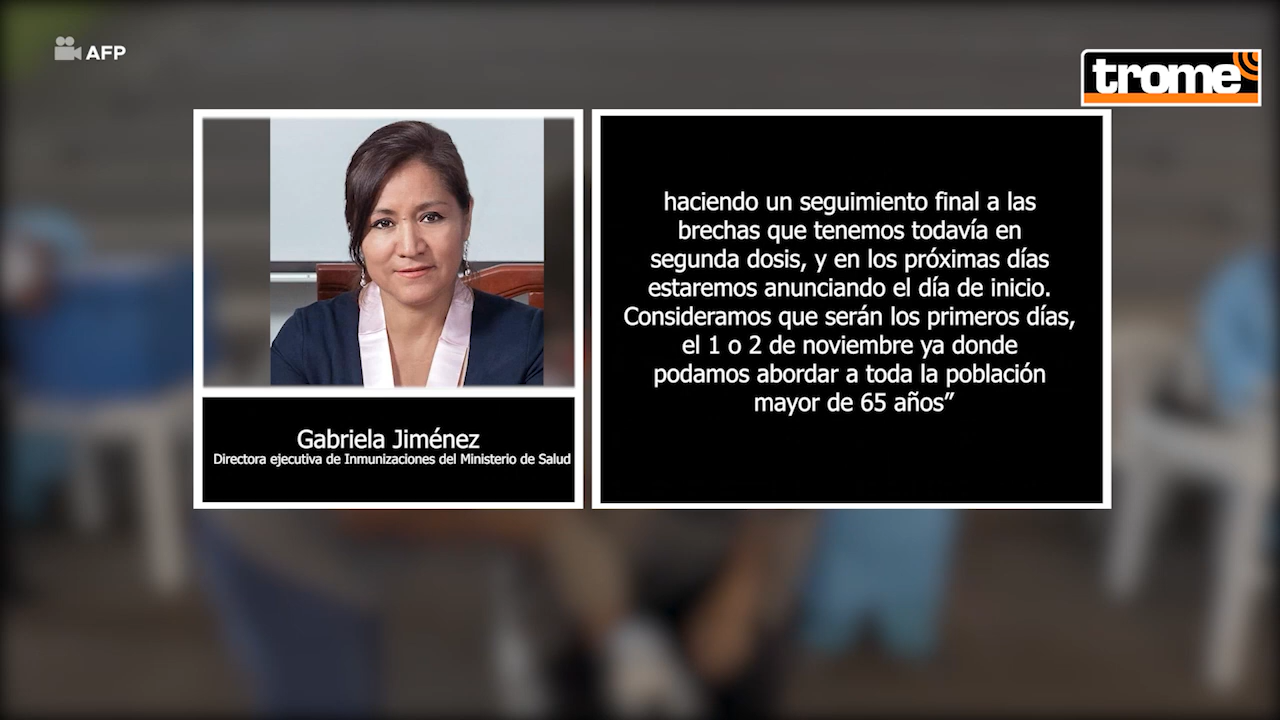 AFP
trome
haciendo un seguimiento final a las
brechas que tenemos todavía en
segunda dosis, y en los próximas días
estaremos anunciando el día de inicio.
Consideramos que serán los primeros días,
el 1 o 2 de noviembre ya donde
podamos abordar a toda la población
mayor de 65 años”
Gabriela Jiménez
Directora ejecutiva de Inmunizaciones del Ministerio de Salud